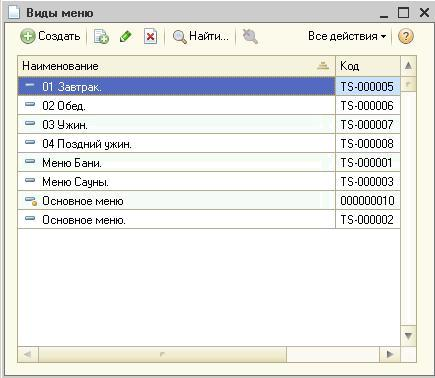 Виды меню
Создать Найти... Все действия ?
Наименование Код
01 Завтрак. TS-000005
02 Обед. TS-000006
03 Ужин. TS-000007
04 Поздний ужин. TS-000008
Меню Бани. TS-000001
Меню Сауны. TS-000003
Основное меню 000000010
Основное меню. TS-000002